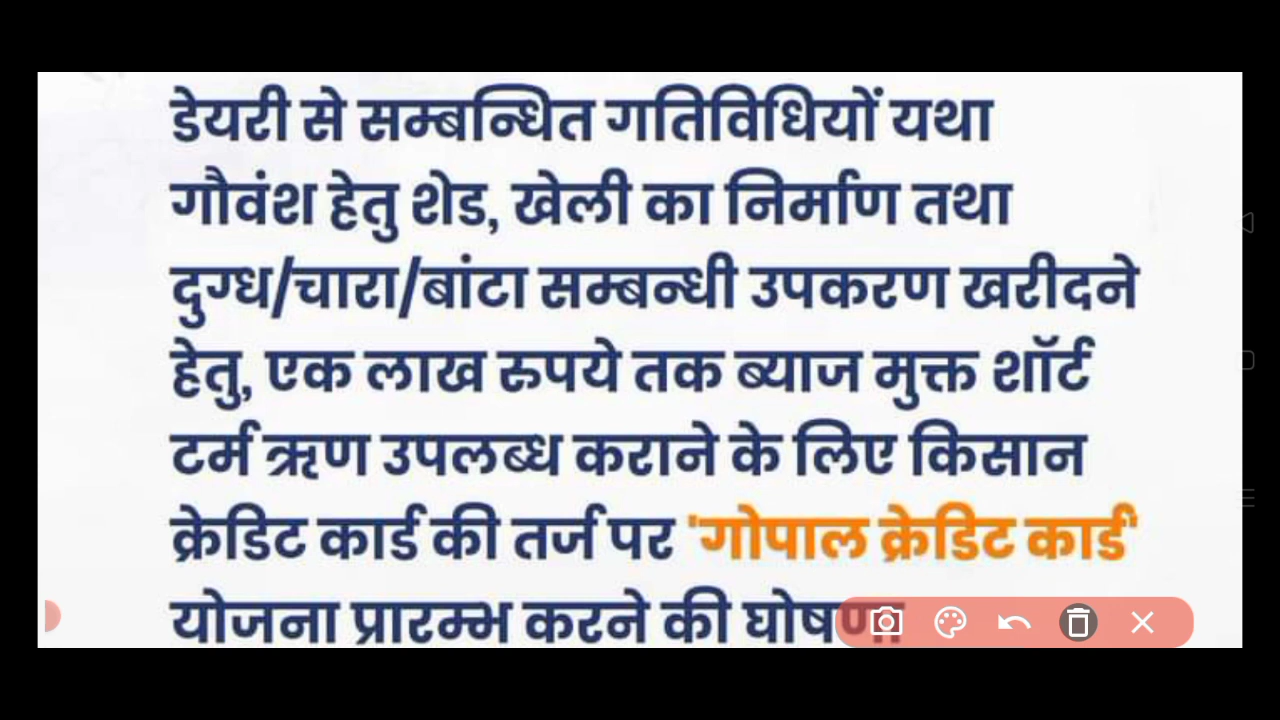 डेयरी से सम्बन्धित गतिविधियों यथा
गौवंश हेतु शेड, खेली का निर्माण तथा
दुग्ध/चारा/बांटा सम्बन्धी उपकरण खरीदने
हेतु, एक लाख रुपये तक ब्याज मुक्त शॉर्ट
टर्म ऋण उपलब्ध कराने के लिए किसान
क्रेडिट कार्ड की तर्ज पर 'गोपाल क्रेडिट कार्ड'
योजना प्रारम्भ करने की घोषणा